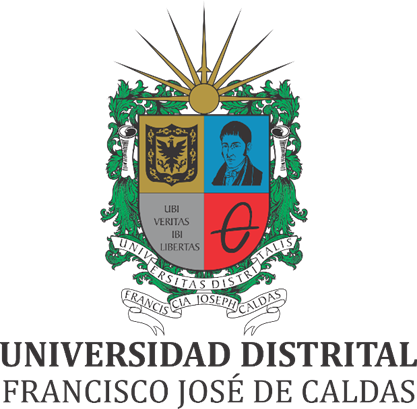 UBI
VERITAS
IBI
LIBERTAS
UNIVERSITAS DISTRITALIS
FRANCISCIA JOSEPH CALDAS
UNIVERSIDAD DISTRITAL
FRANCISCO JOSÉ DE CALDAS